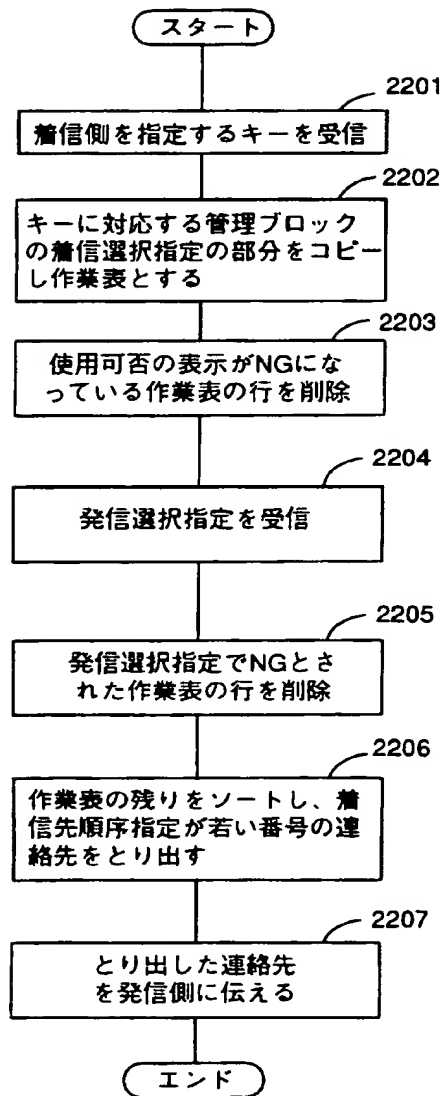 スタート
2201
着信側を指定するキーを受信
2202
キーに対応する管理ブロック
の着信選択指定の部分をコピー
し作業表とする
2203
使用可否の表示がNGにな
っている作業表の行を削除
2204
発信選択指定を受信
2205
発信選択指定でNGとさ
れた作業表の行を削除
2206
作業表の残りをソートし、着
信先順序指定が若い番号の連
絡先をとり出す
2207
とり出した連絡先
を発信側に伝える
エンド